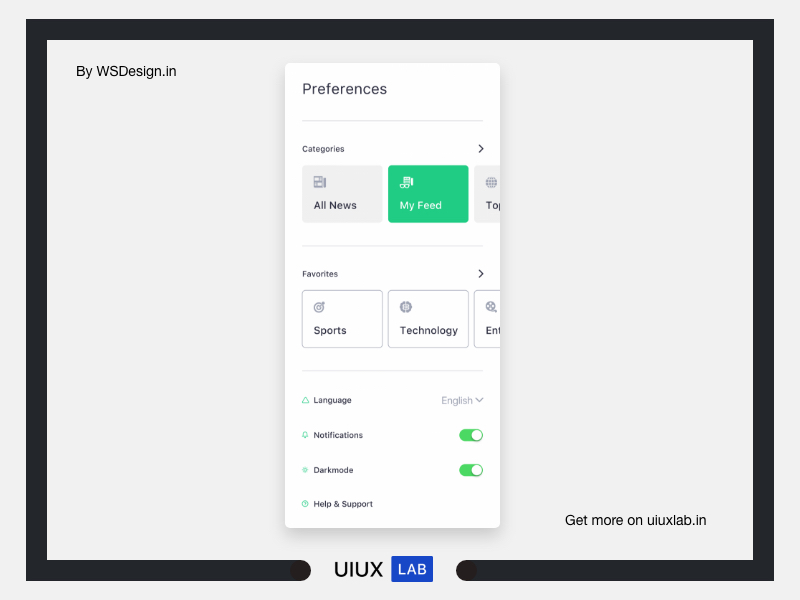 By WSDesign.in
Preferences
Categories
All News
My Feed
Top
Favorites
Sports
Technology
Ent
Language
English
Notifications
Darkmode
Help & Support
Get more on uiuxlab.in
UIUX LAB